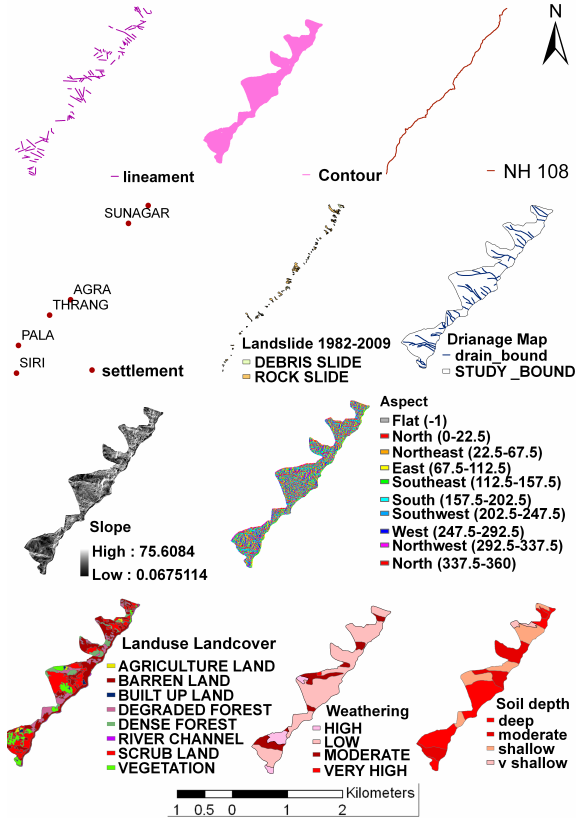 N
lineament
Contour
NH 108
SUNAGAR
AGRA
THRANG
PALA
SIRI
settlement
Landslide 1982-2009
DEBRIS SLIDE
ROCK SLIDE
Drianage Map
drain_bound
STUDY _BOUND
Slope
High : 75.6084
Low : 0.0675114
Aspect
Flat (-1)
North (0-22.5)
Northeast (22.5-67.5)
East (67.5-112.5)
Southeast (112.5-157.5)
South (157.5-202.5)
Southwest (202.5-247.5)
West (247.5-292.5)
Northwest (292.5-337.5)
North (337.5-360)
Landuse Landcover
AGRICULTURE LAND
BARREN LAND
BUILT UP LAND
DEGRADED FOREST
DENSE FOREST
RIVER CHANNEL
SCRUB LAND
VEGETATION
Weathering
HIGH
LOW
MODERATE
VERY HIGH
Soil depth
deep
moderate
shallow
v shallow
Kilometers
1 0.5 0 1 2